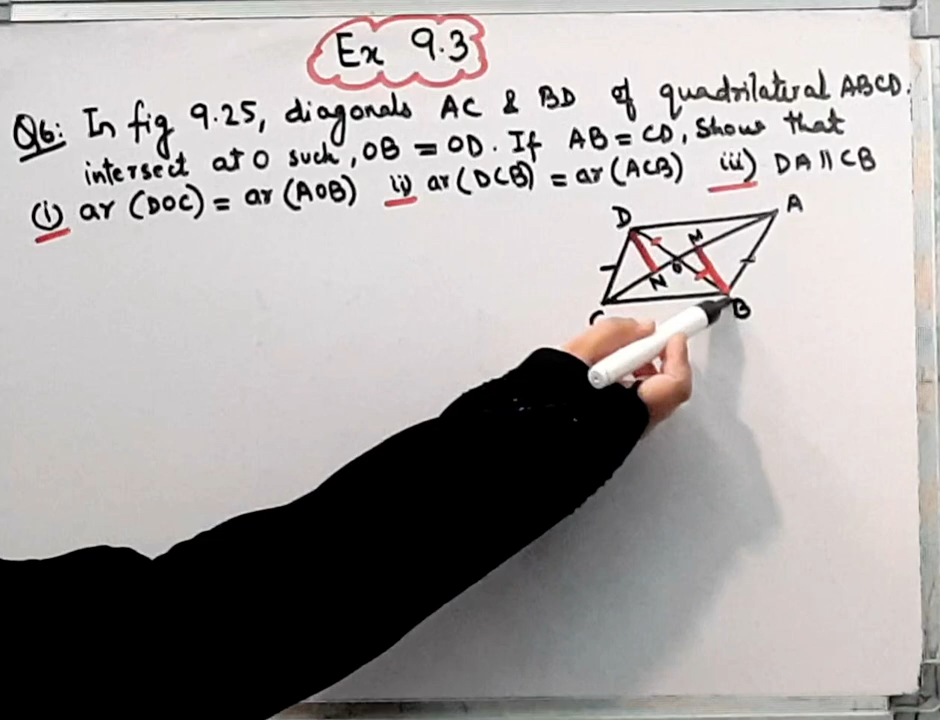 Ex 9.3
Q6: In fig 9.25, diagonals AC & BD of quadrilateral ABCD.
intersect at O such, OB = OD. If AB = CD, Show that
(i) ar (DOC) = ar (AOB) ii) ar (DCB) = ar (ACB) iii) DA || CB
D A
M
O
N
C B